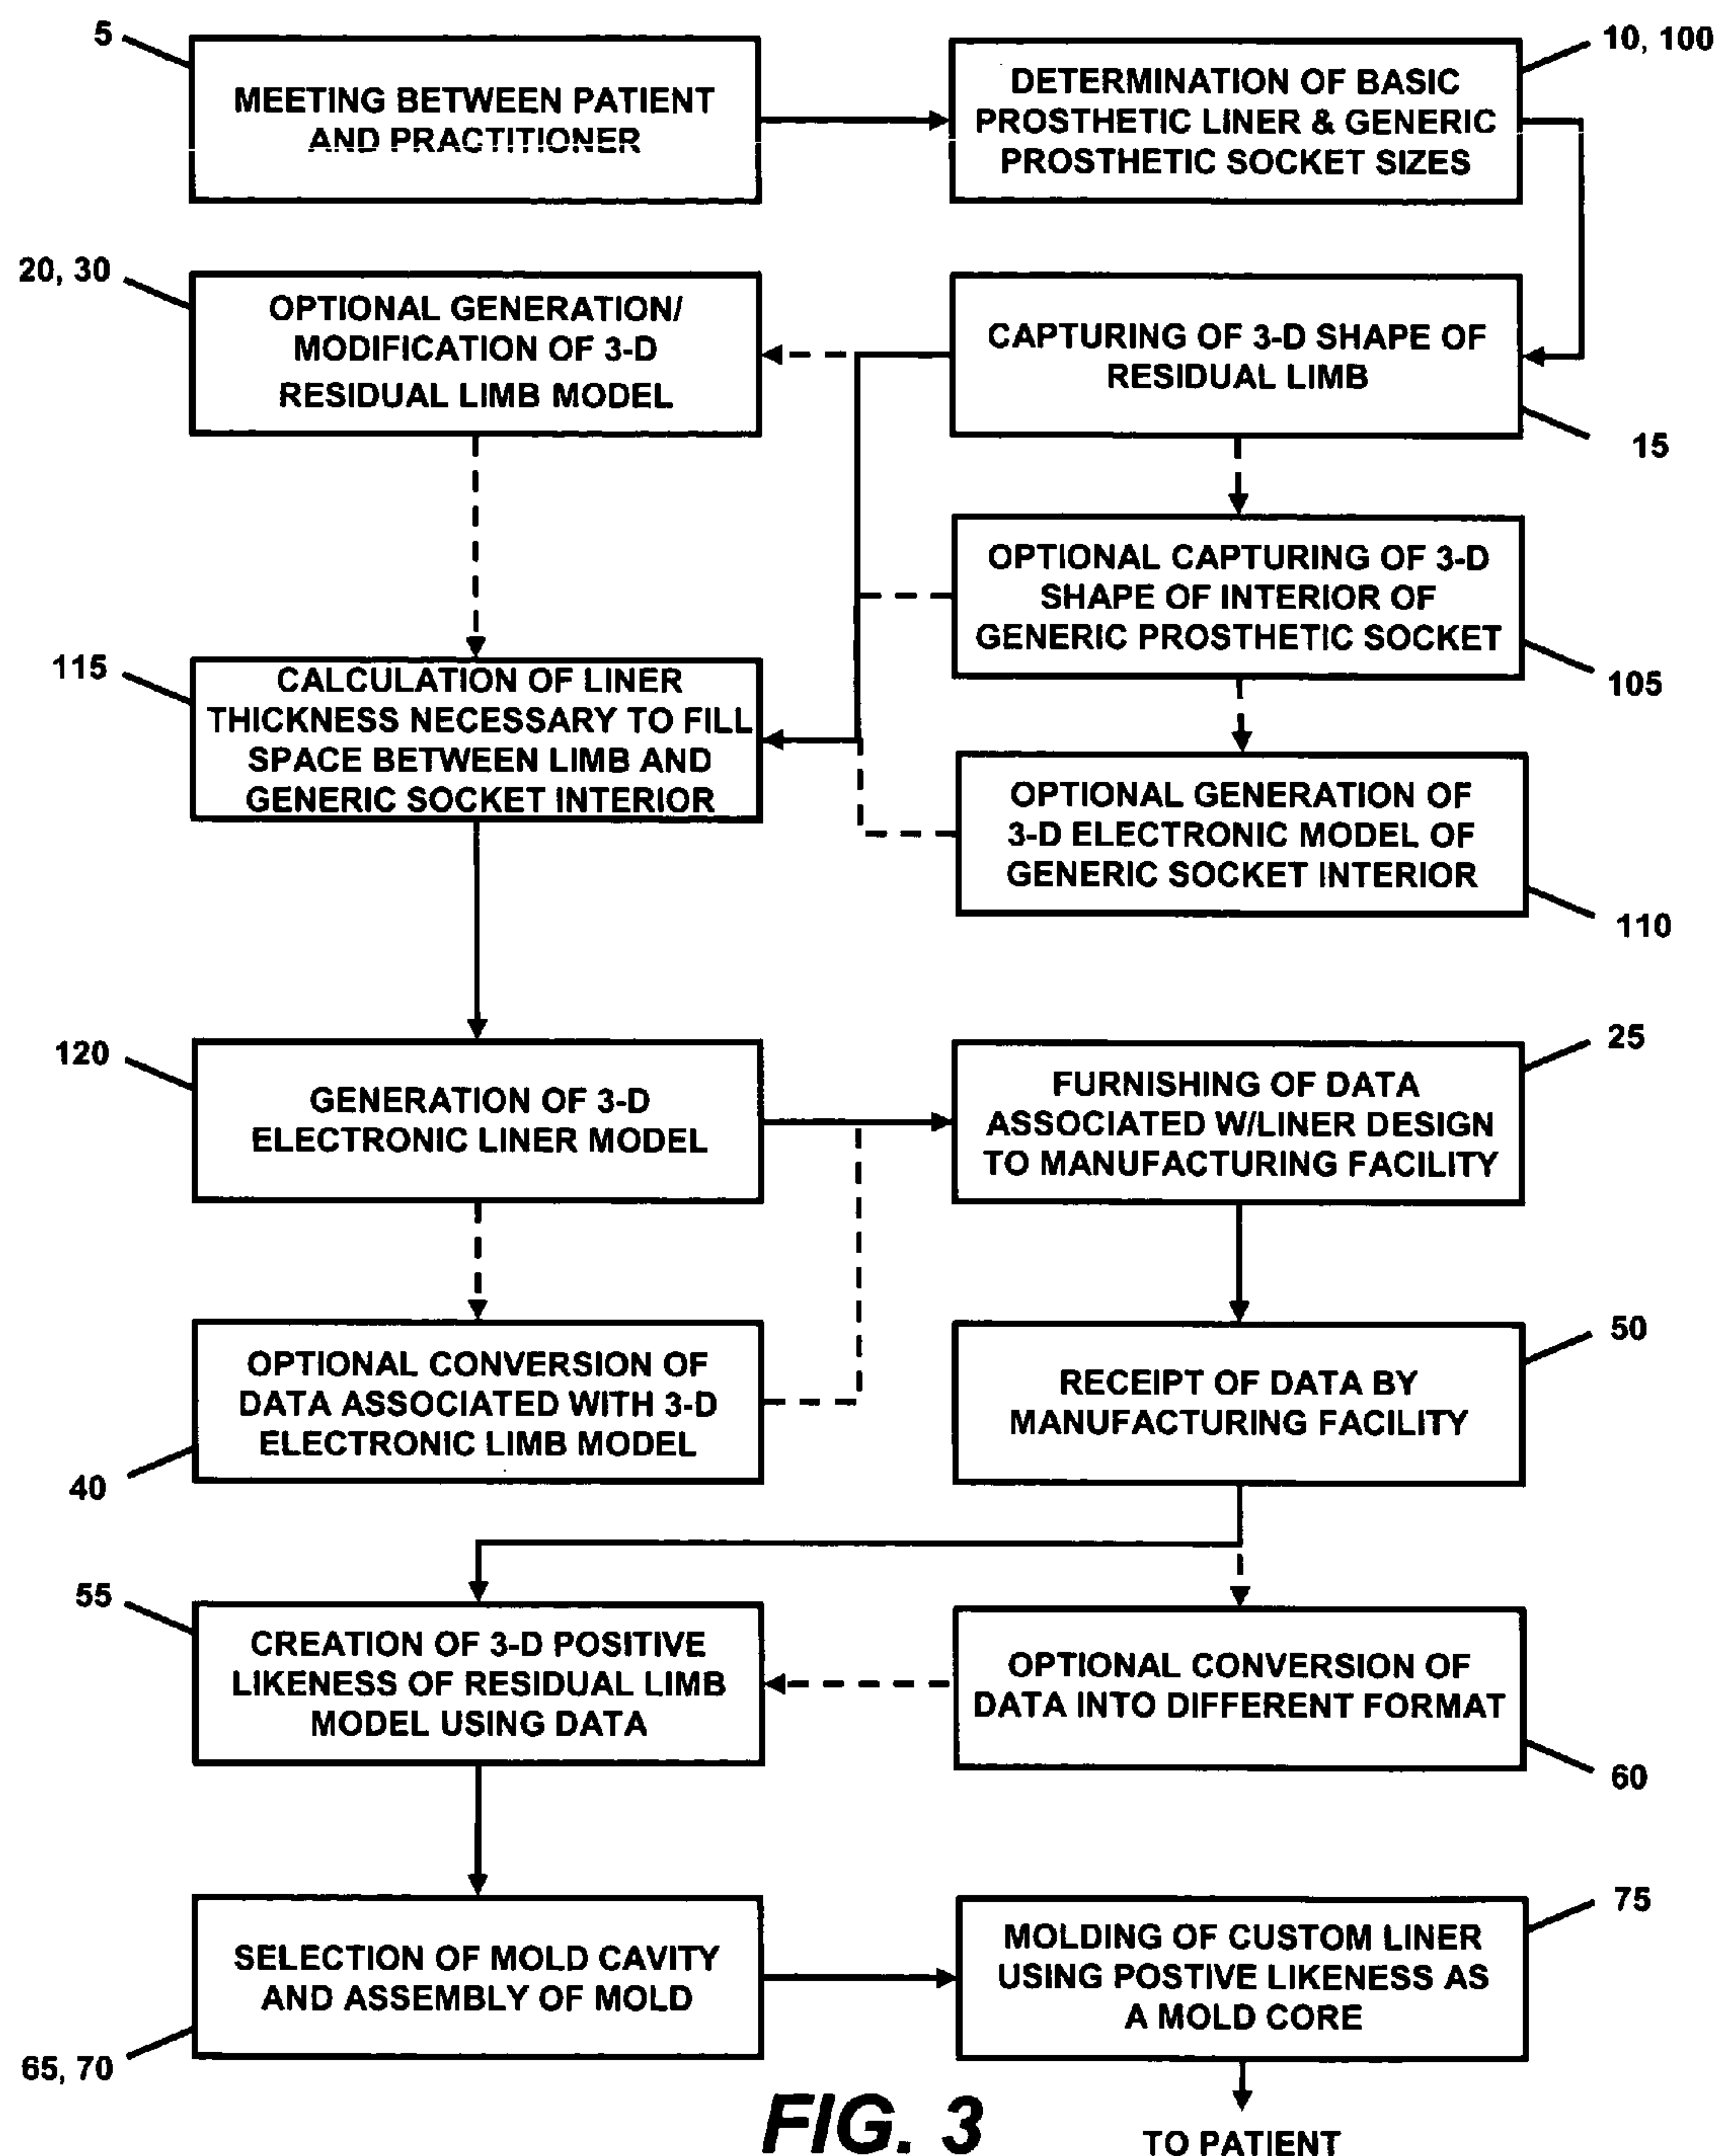 5
MEETING BETWEEN PATIENT
AND PRACTITIONER
10, 100
DETERMINATION OF BASIC
PROSTHETIC LINER & GENERIC
PROSTHETIC SOCKET SIZES
20, 30
OPTIONAL GENERATION/
MODIFICATION OF 3-D
RESIDUAL LIMB MODEL
CAPTURING OF 3-D SHAPE OF
RESIDUAL LIMB
15
OPTIONAL CAPTURING OF 3-D
SHAPE OF INTERIOR OF
GENERIC PROSTHETIC SOCKET
105
115
CALCULATION OF LINER
THICKNESS NECESSARY TO FILL
SPACE BETWEEN LIMB AND
GENERIC SOCKET INTERIOR
OPTIONAL GENERATION OF
3-D ELECTRONIC MODEL OF
GENERIC SOCKET INTERIOR
110
120
GENERATION OF 3-D
ELECTRONIC LINER MODEL
25
FURNISHING OF DATA
ASSOCIATED W/LINER DESIGN
TO MANUFACTURING FACILITY
OPTIONAL CONVERSION OF
DATA ASSOCIATED WITH 3-D
ELECTRONIC LIMB MODEL
40
50
RECEIPT OF DATA BY
MANUFACTURING FACILITY
55
CREATION OF 3-D POSITIVE
LIKENESS OF RESIDUAL LIMB
MODEL USING DATA
OPTIONAL CONVERSION OF
DATA INTO DIFFERENT FORMAT
60
SELECTION OF MOLD CAVITY
AND ASSEMBLY OF MOLD
65, 70
75
MOLDING OF CUSTOM LINER
USING POSTIVE LIKENESS AS
A MOLD CORE
FIG. 3
TO PATIENT